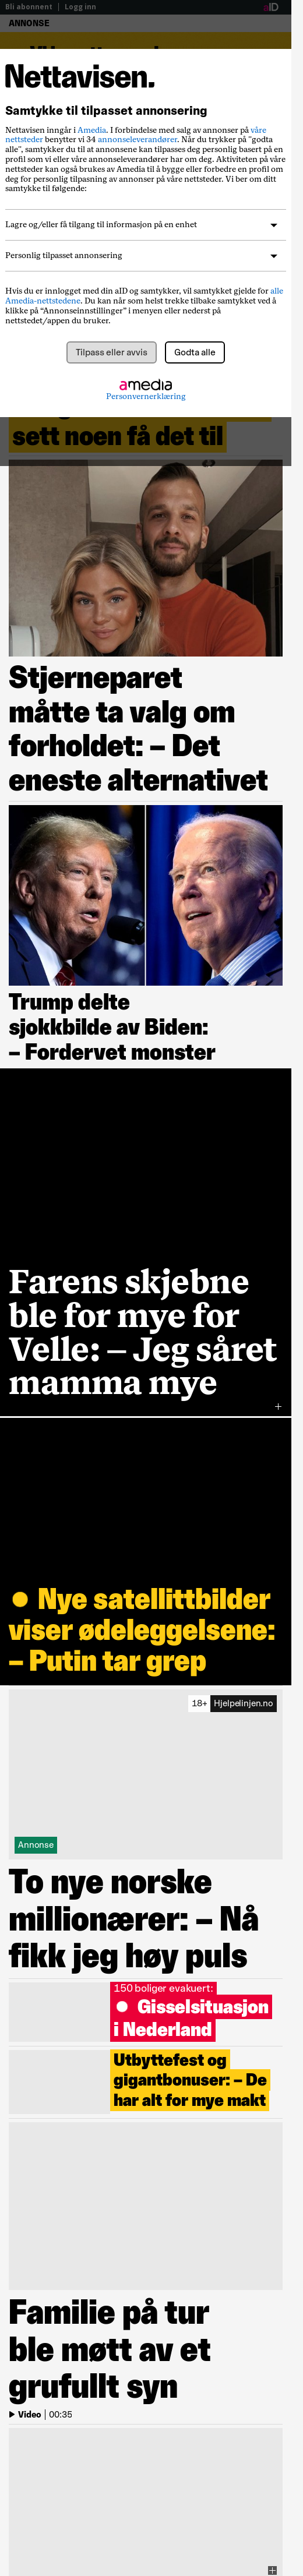 Bli abonnent | Logg inn
aID
ANNONSE
Nettavisen.
Samtykke til tilpasset annonsering
Nettavisen inngår i Amedia. I forbindelse med salg av annonser på våre
nettsteder benytter vi 34 annonseleverandører. Når du trykker på "godta
alle", samtykker du til at annonsene kan tilpasses deg personlig basert på en
profil som vi eller våre annonseleverandører har om deg. Aktiviteten på våre
nettsteder kan også brukes av Amedia til å bygge eller forbedre en profil om
deg for personlig tilpasning av annonser på våre nettsteder. Vi ber om ditt
samtykke til følgende:
Lagre og/eller få tilgang til informasjon på en enhet
Personlig tilpasset annonsering
Hvis du er innlogget med din aID og samtykker, vil samtykket gjelde for alle
Amedia-nettstedene. Du kan når som helst trekke tilbake samtykket ved å
klikke på “Annonseinnstillinger” i menyen eller nederst på
nettstedet/appen du bruker.
Tilpass eller avvis
Godta alle
amedia
Personvernerklæring
sett noen få det til
Stjerneparet
måtte ta valg om
forholdet: – Det
eneste alternativet
Trump delte
sjokkbilde av Biden:
– Fordervet monster
Farens skjebne
ble for mye for
Velle: – Jeg såret
mamma mye
Nye satellittbilder
viser ødeleggelsene:
– Putin tar grep
18+ Hjelpelinjen.no
Annonse
To nye norske
millionærer: – Nå
fikk jeg høy puls
150 boliger evakuert:
Gisselsituasjon
i Nederland
Utbyttefest og
gigantbonuser: – De
har alt for mye makt
Familie på tur
ble møtt av et
grufullt syn
Video | 00:35